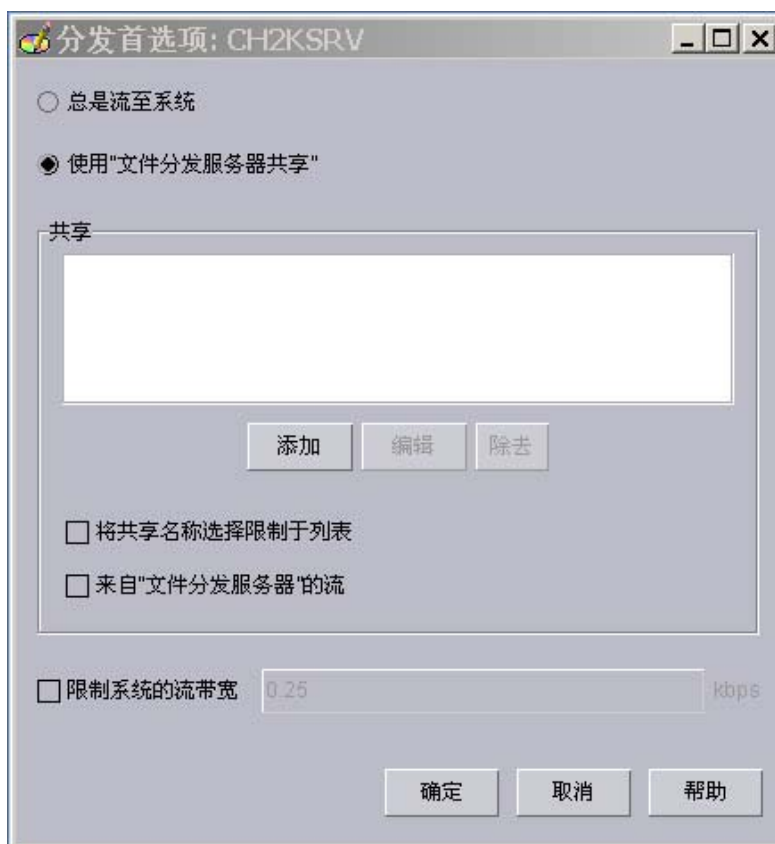 分发首选项: CH2KSRV
总是流至系统
使用"文件分发服务器共享"
共享
添加 编辑 除去
将共享名称选择限制于列表
来自"文件分发服务器"的流
限制系统的流带宽 0.25 kbps
确定 取消 帮助